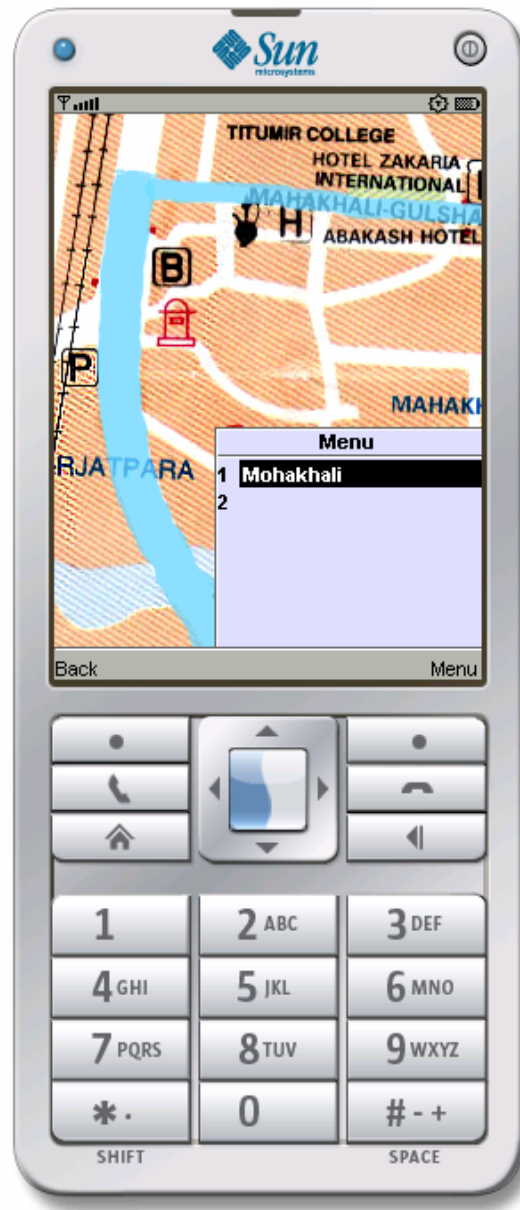 Sun
microsystems
TITUMIR COLLEGE
HOTEL ZAKARIA
INTERNATIONAL
MAHAKHALI-GULSHA
H
ABAKASH HOTEL
B
P
MAHAKH
RJATPARA
Menu
1 Mohakhali
2
Back Menu
1 2 ABC 3 DEF
4 GHI 5 JKL 6 MNO
7 PQRS 8 TUV 9 WXYZ
* . 0 # - +
SHIFT SPACE